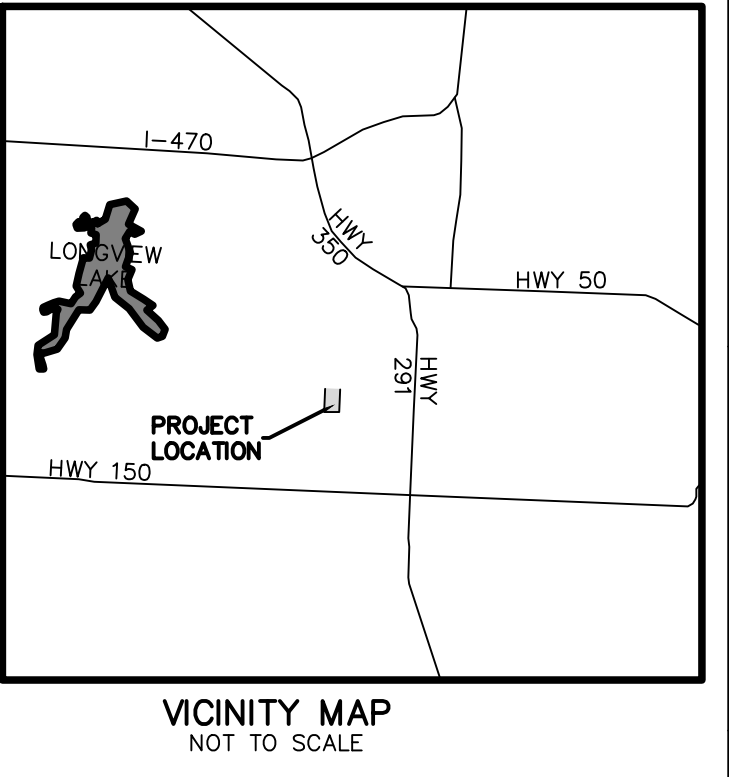 I-470
HWY
350
LONGVIEW
LAKE
HWY 50
HWY
291
PROJECT
LOCATION
HWY 150
VICINITY MAP
NOT TO SCALE